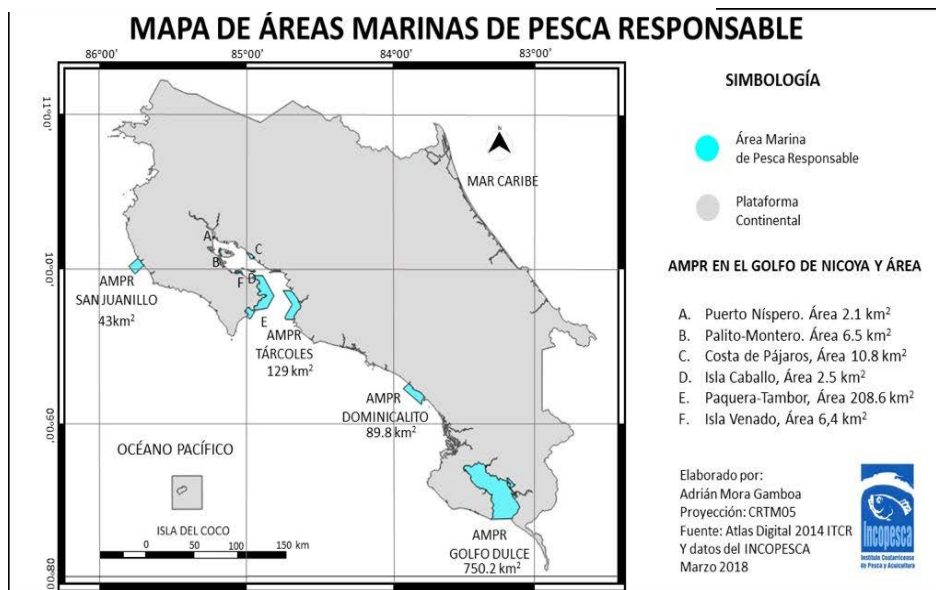 MAPA DE ÁREAS MARINAS DE PESCA RESPONSABLE
86°00' 85°00' 84°00' 83°00'
11°0.0'
10°0.00'
9°00.00'
8°00.00'
N
MAR CARIBE
A
B
C
D
F
E
AMPR
SAN JUANILLO
43km²
AMPR
TÁRCOLES
129 km²
AMPR
DOMINICALITO
89.8 km²
AMPR
GOLFO DULCE
750.2 km²
OCÉANO PACÍFICO
ISLA DEL COCO
0 50 100 150 km
SIMBOLOGÍA
Área Marina
de Pesca Responsable
Plataforma
Continental
AMPR EN EL GOLFO DE NICOYA Y ÁREA
A. Puerto Níspero. Área 2.1 km²
B. Palito-Montero. Área 6.5 km²
C. Costa de Pájaros, Área 10.8 km²
D. Isla Caballo, Área 2.5 km²
E. Paquera-Tambor, Área 208.6 km²
F. Isla Venado, Área 6,4 km²
Elaborado por:
Adrián Mora Gamboa
Proyección: CRTM05
Fuente: Atlas Digital 2014 ITCR
Y datos del INCOPESCA
Marzo 2018
Incopesca
Instituto Costarricense
de Pesca y Acuicultura